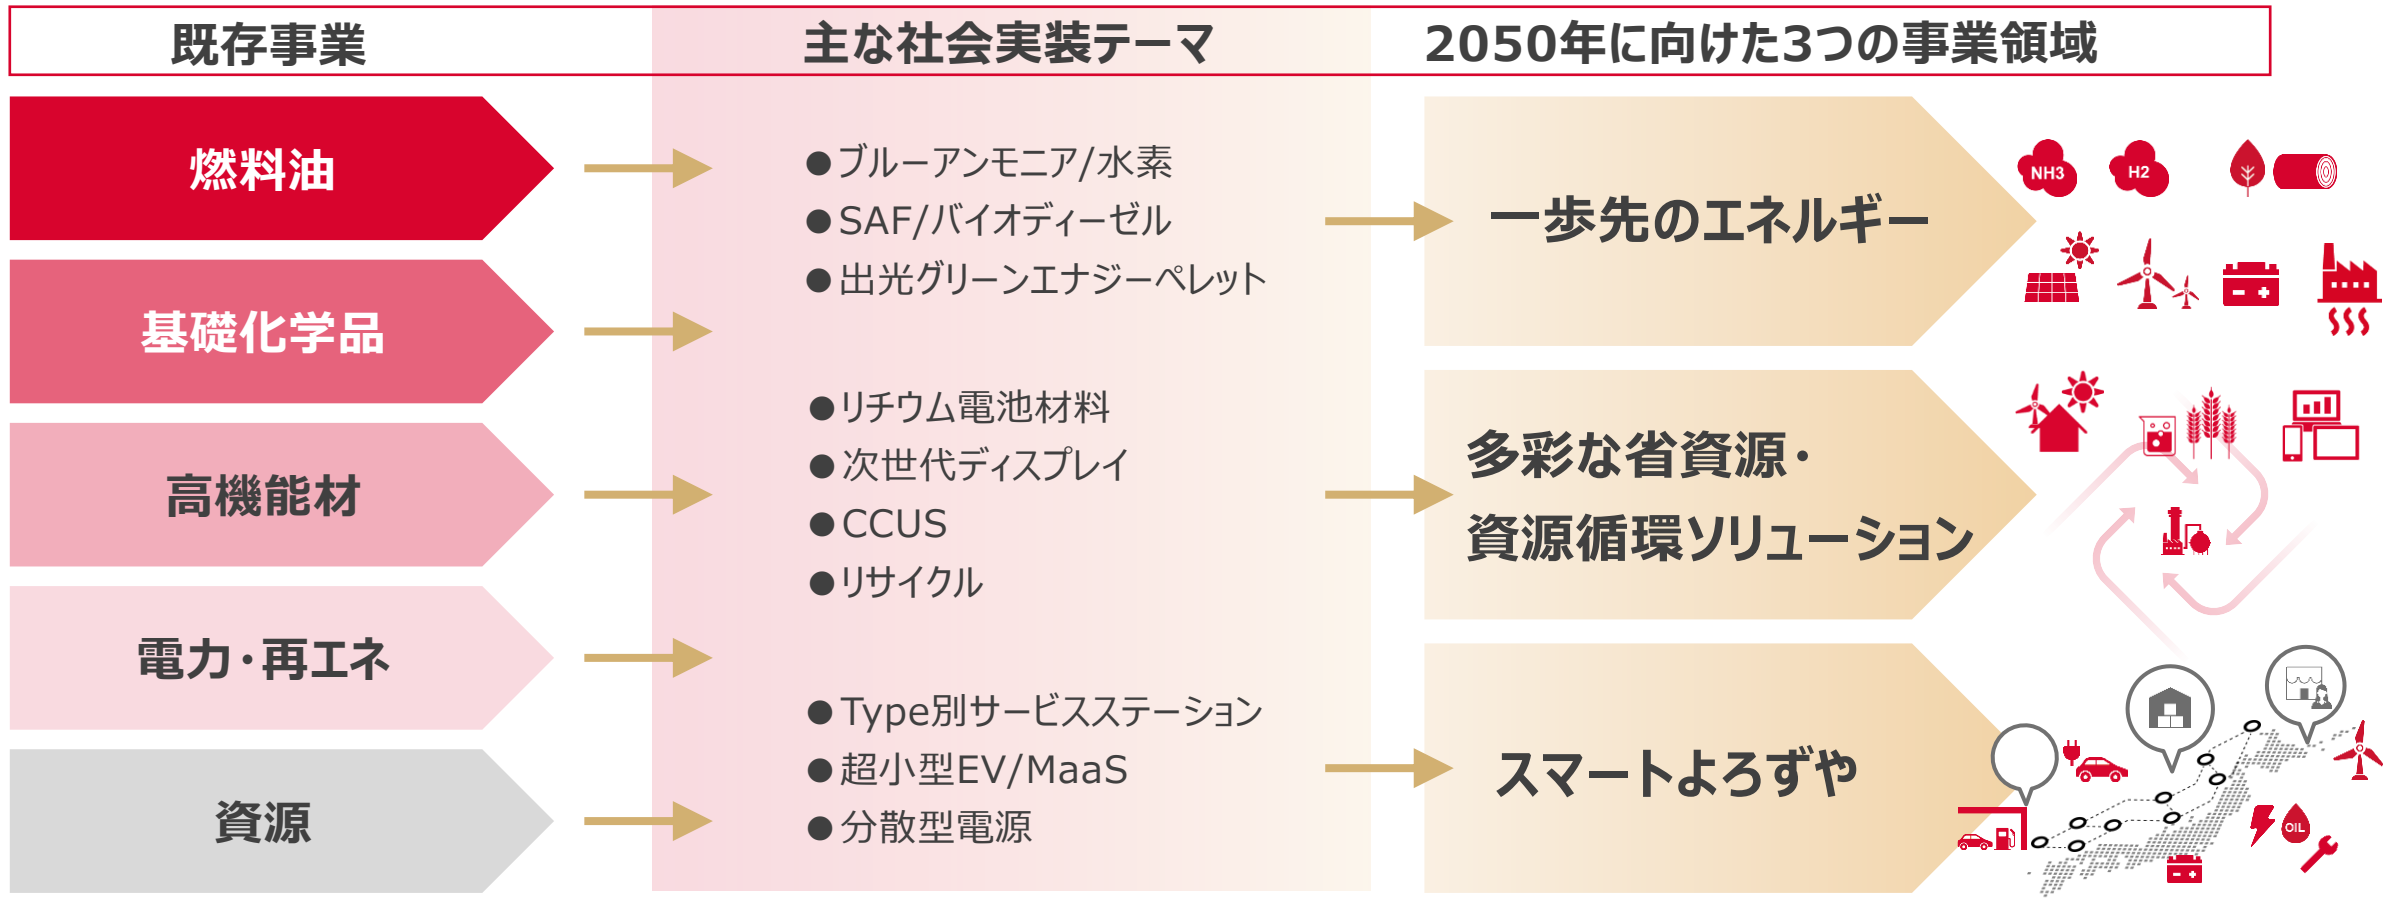 既存事業
主な社会実装テーマ
2050年に向けた3つの事業領域
燃料油
基礎化学品
高機能材
電力・再エネ
資源
●ブルーアンモニア/水素
●SAF/バイオディーゼル
●出光グリーンエナジーペレット
●リチウム電池材料
●次世代ディスプレイ
●CCUS
●リサイクル
●Type別サービスステーション
●超小型EV/MaaS
●分散型電源
一歩先のエネルギー
多彩な省資源・
資源循環ソリューション
スマートよろずや
NH3
H2
OIL